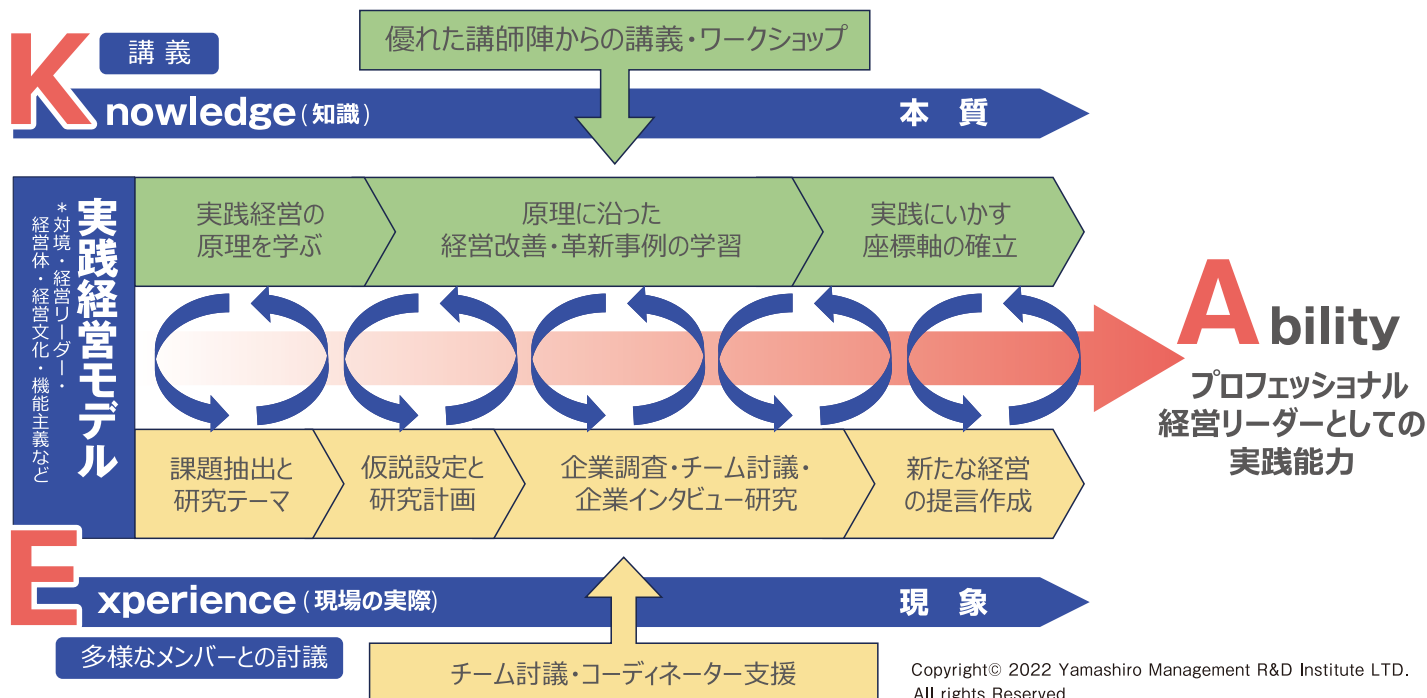 講 義
優れた講師陣からの講義・ワークショップ
Knowledge(知識)
本 質
実践経営モデル
*対境・経営リーダー・
経営体・経営文化・機能主義など
実践経営の
原理を学ぶ
原理に沿った
経営改善・革新事例の学習
実践にいかす
座標軸の確立
Ability
プロフェッショナル
経営リーダーとしての
実践能力
課題抽出と
研究テーマ
仮説設定と
研究計画
企業調査・チーム討議・
企業インタビュー研究
新たな経営
の提言作成
Experience(現場の実際)
現 象
多様なメンバーとの討議
チーム討議・コーディネーター支援
Copyright© 2022 Yamashiro Management R&D Institute LTD.
All rights Reserved